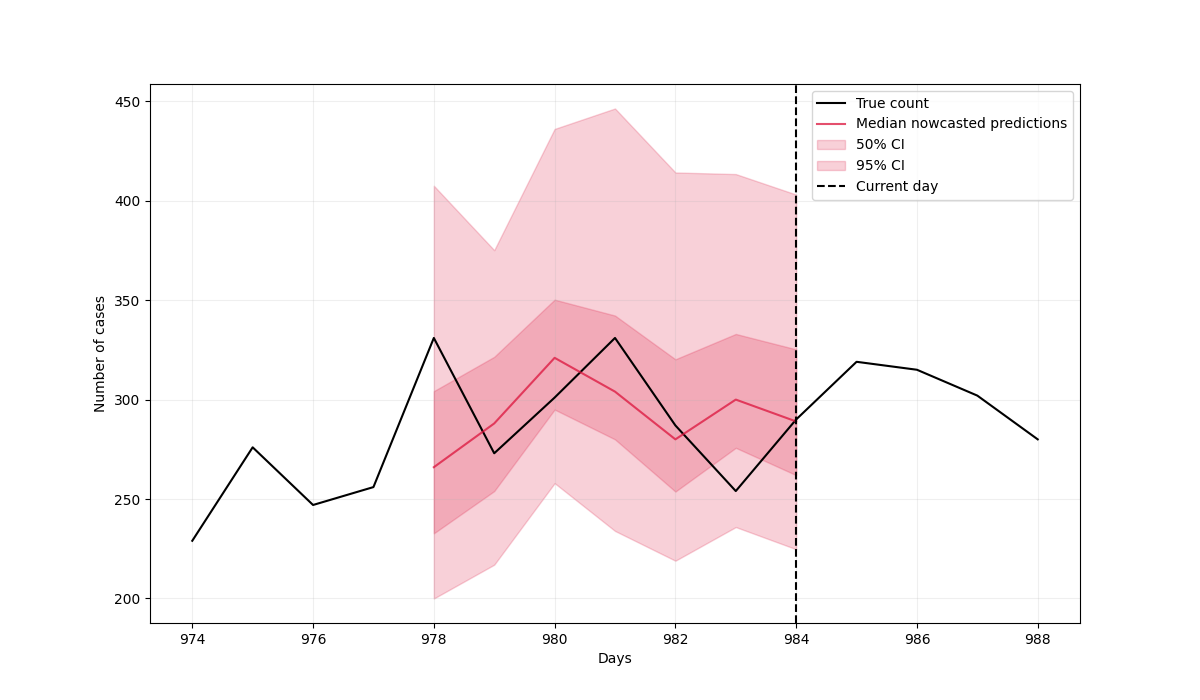 450
400
350
300
250
200
Number of cases
974 976 978 980 982 984 986 988
Days
True count
Median nowcasted predictions
50% CI
95% CI
Current day